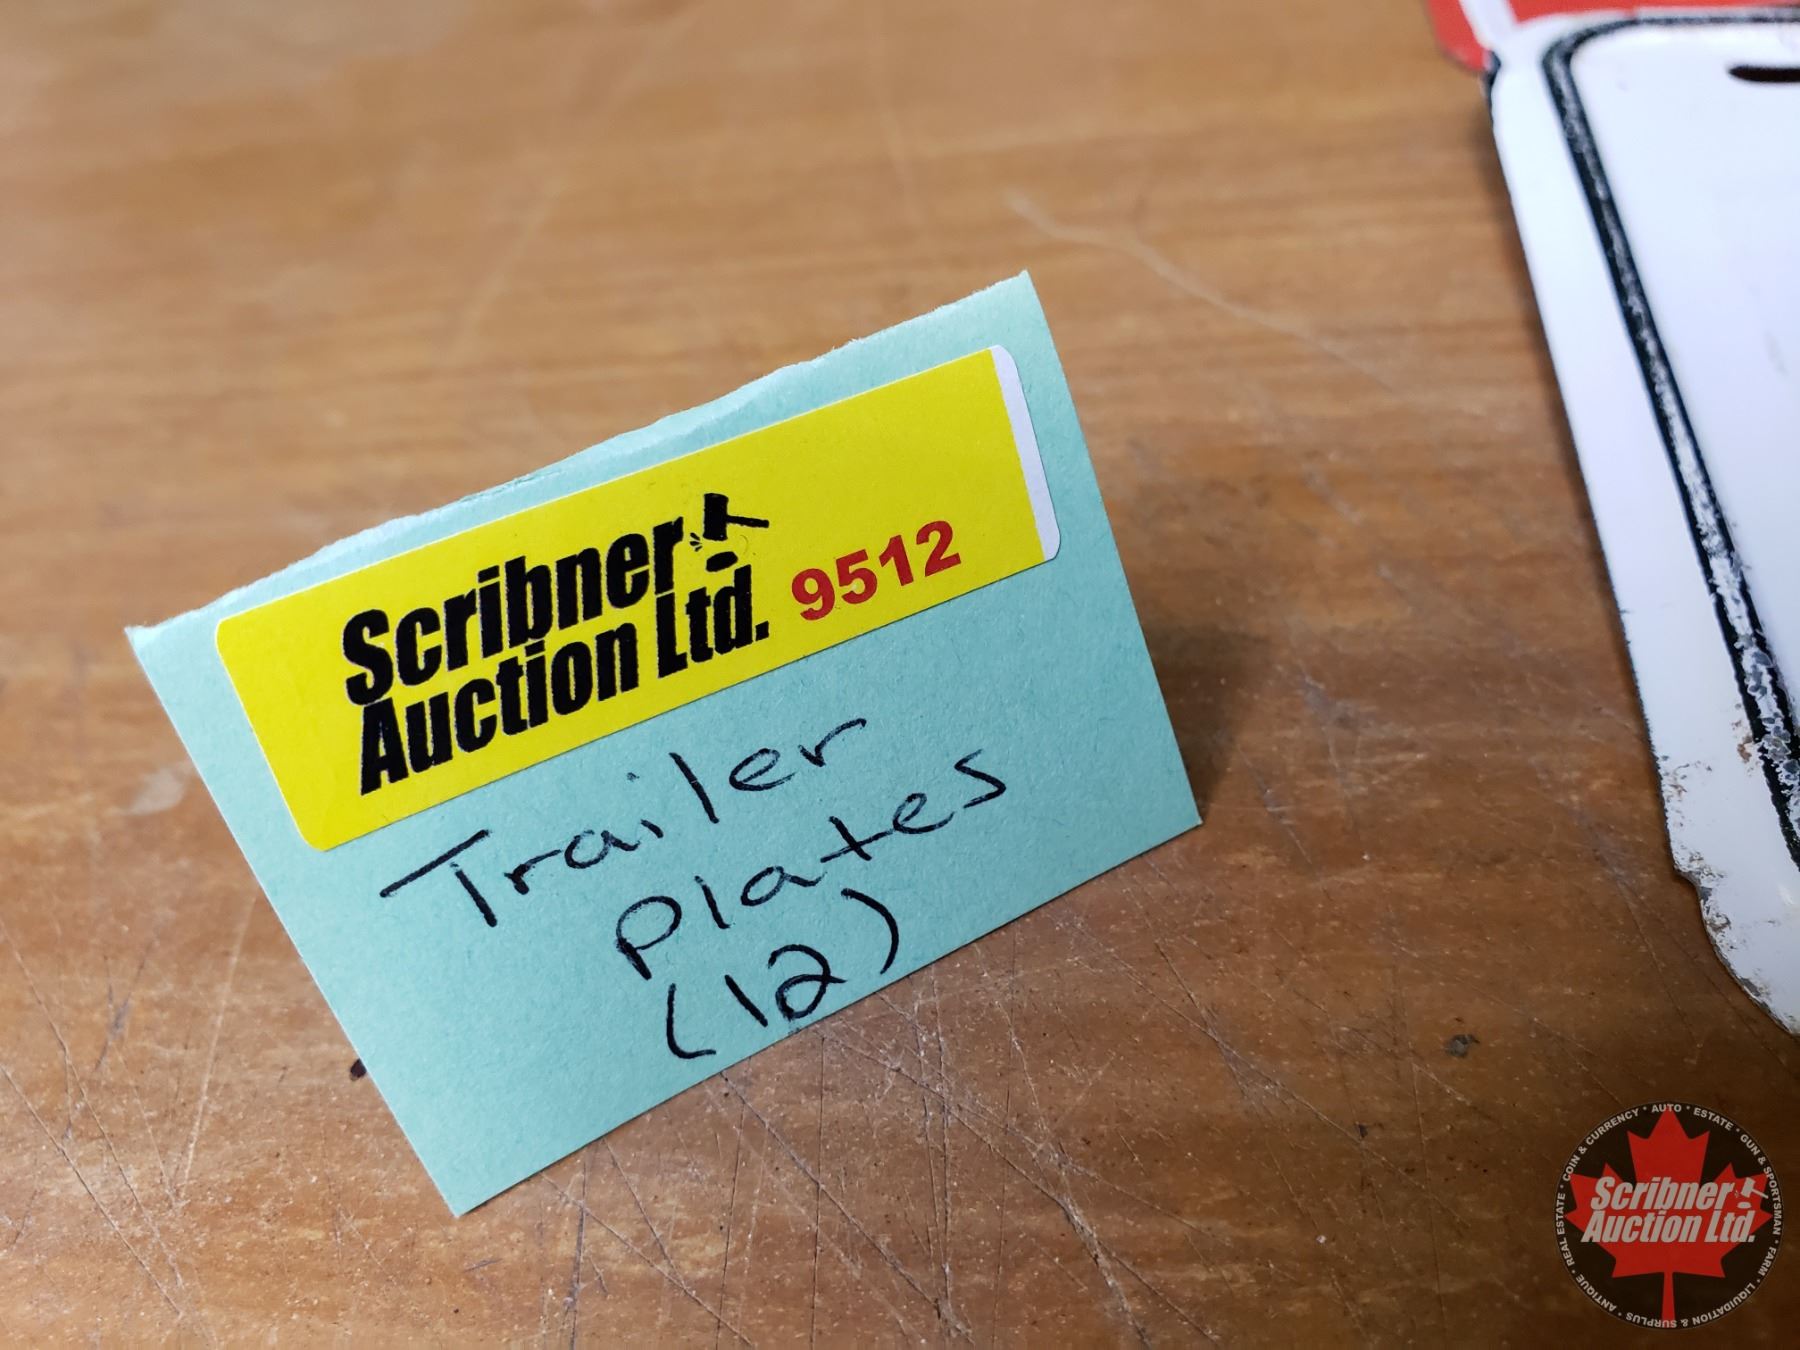 Scribner
Auction Ltd. 9512
Trailer
Plates
(12)
COIN & CURRENCY • AUTO • ESTATE • GUN & SPORTSMAN • FARM • LIQUIDATION & SURPLUS • ANTIQUE • REAL ESTATE •
Scribner
Auction Ltd.